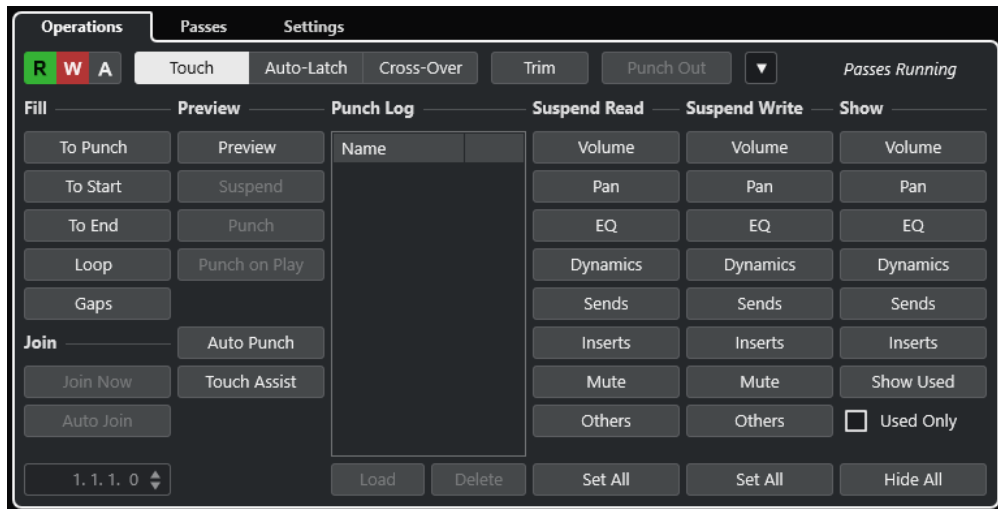 Operations Passes Settings
R W A Touch Auto-Latch Cross-Over Trim Punch Out Passes Running
Fill Preview Punch Log Suspend Read Suspend Write Show
To Punch Preview Name Volume Volume Volume
To Start Suspend Pan Pan Pan
To End Punch EQ EQ EQ
Loop Punch on Play Dynamics Dynamics Dynamics
Gaps Sends Sends Sends
Join Auto Punch Inserts Inserts Inserts
Join Now Touch Assist Mute Mute Show Used
Auto Join Others Others Used Only
1. 1. 1. 0 Load Delete Set All Set All Hide All